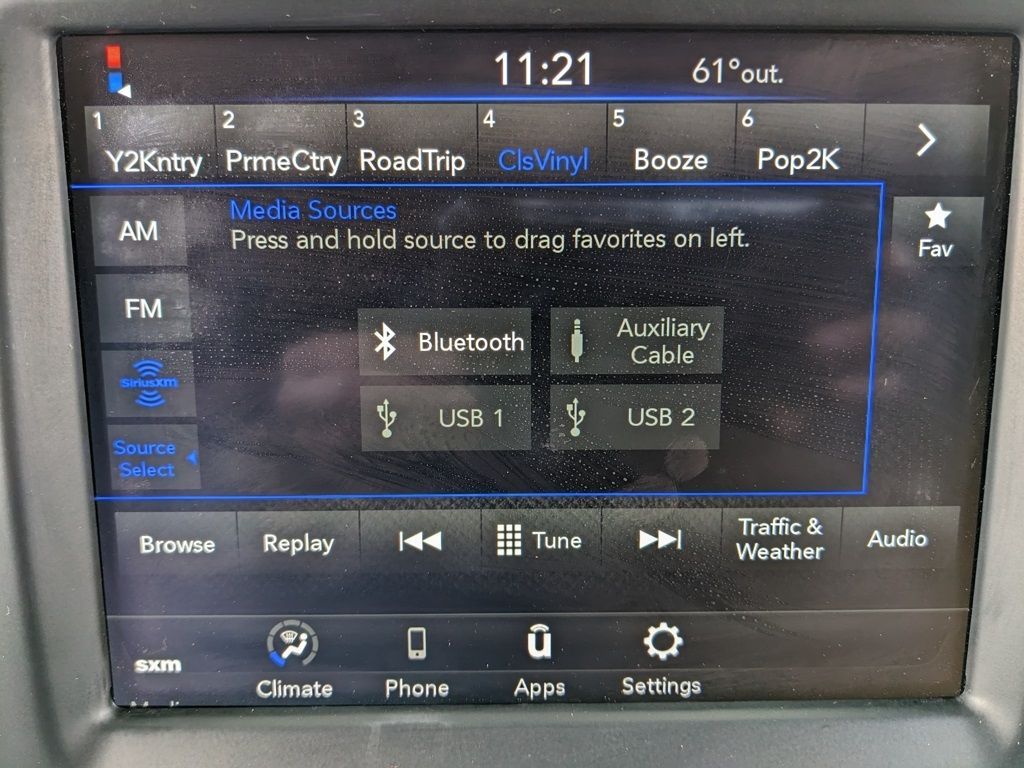 11:21 61°out.
1 2 3 4 5 6
Y2Kntry PrmeCtry RoadTrip ClsVinyl Booze Pop2K
AM
Media Sources
Press and hold source to drag favorites on left.
Fav
FM
Bluetooth
Auxiliary
Cable
SiriusXm
USB 1
USB 2
Source
Select
Browse
Replay
Tune
Traffic &
Weather
Audio
sxm
Climate
Phone
Apps
Settings